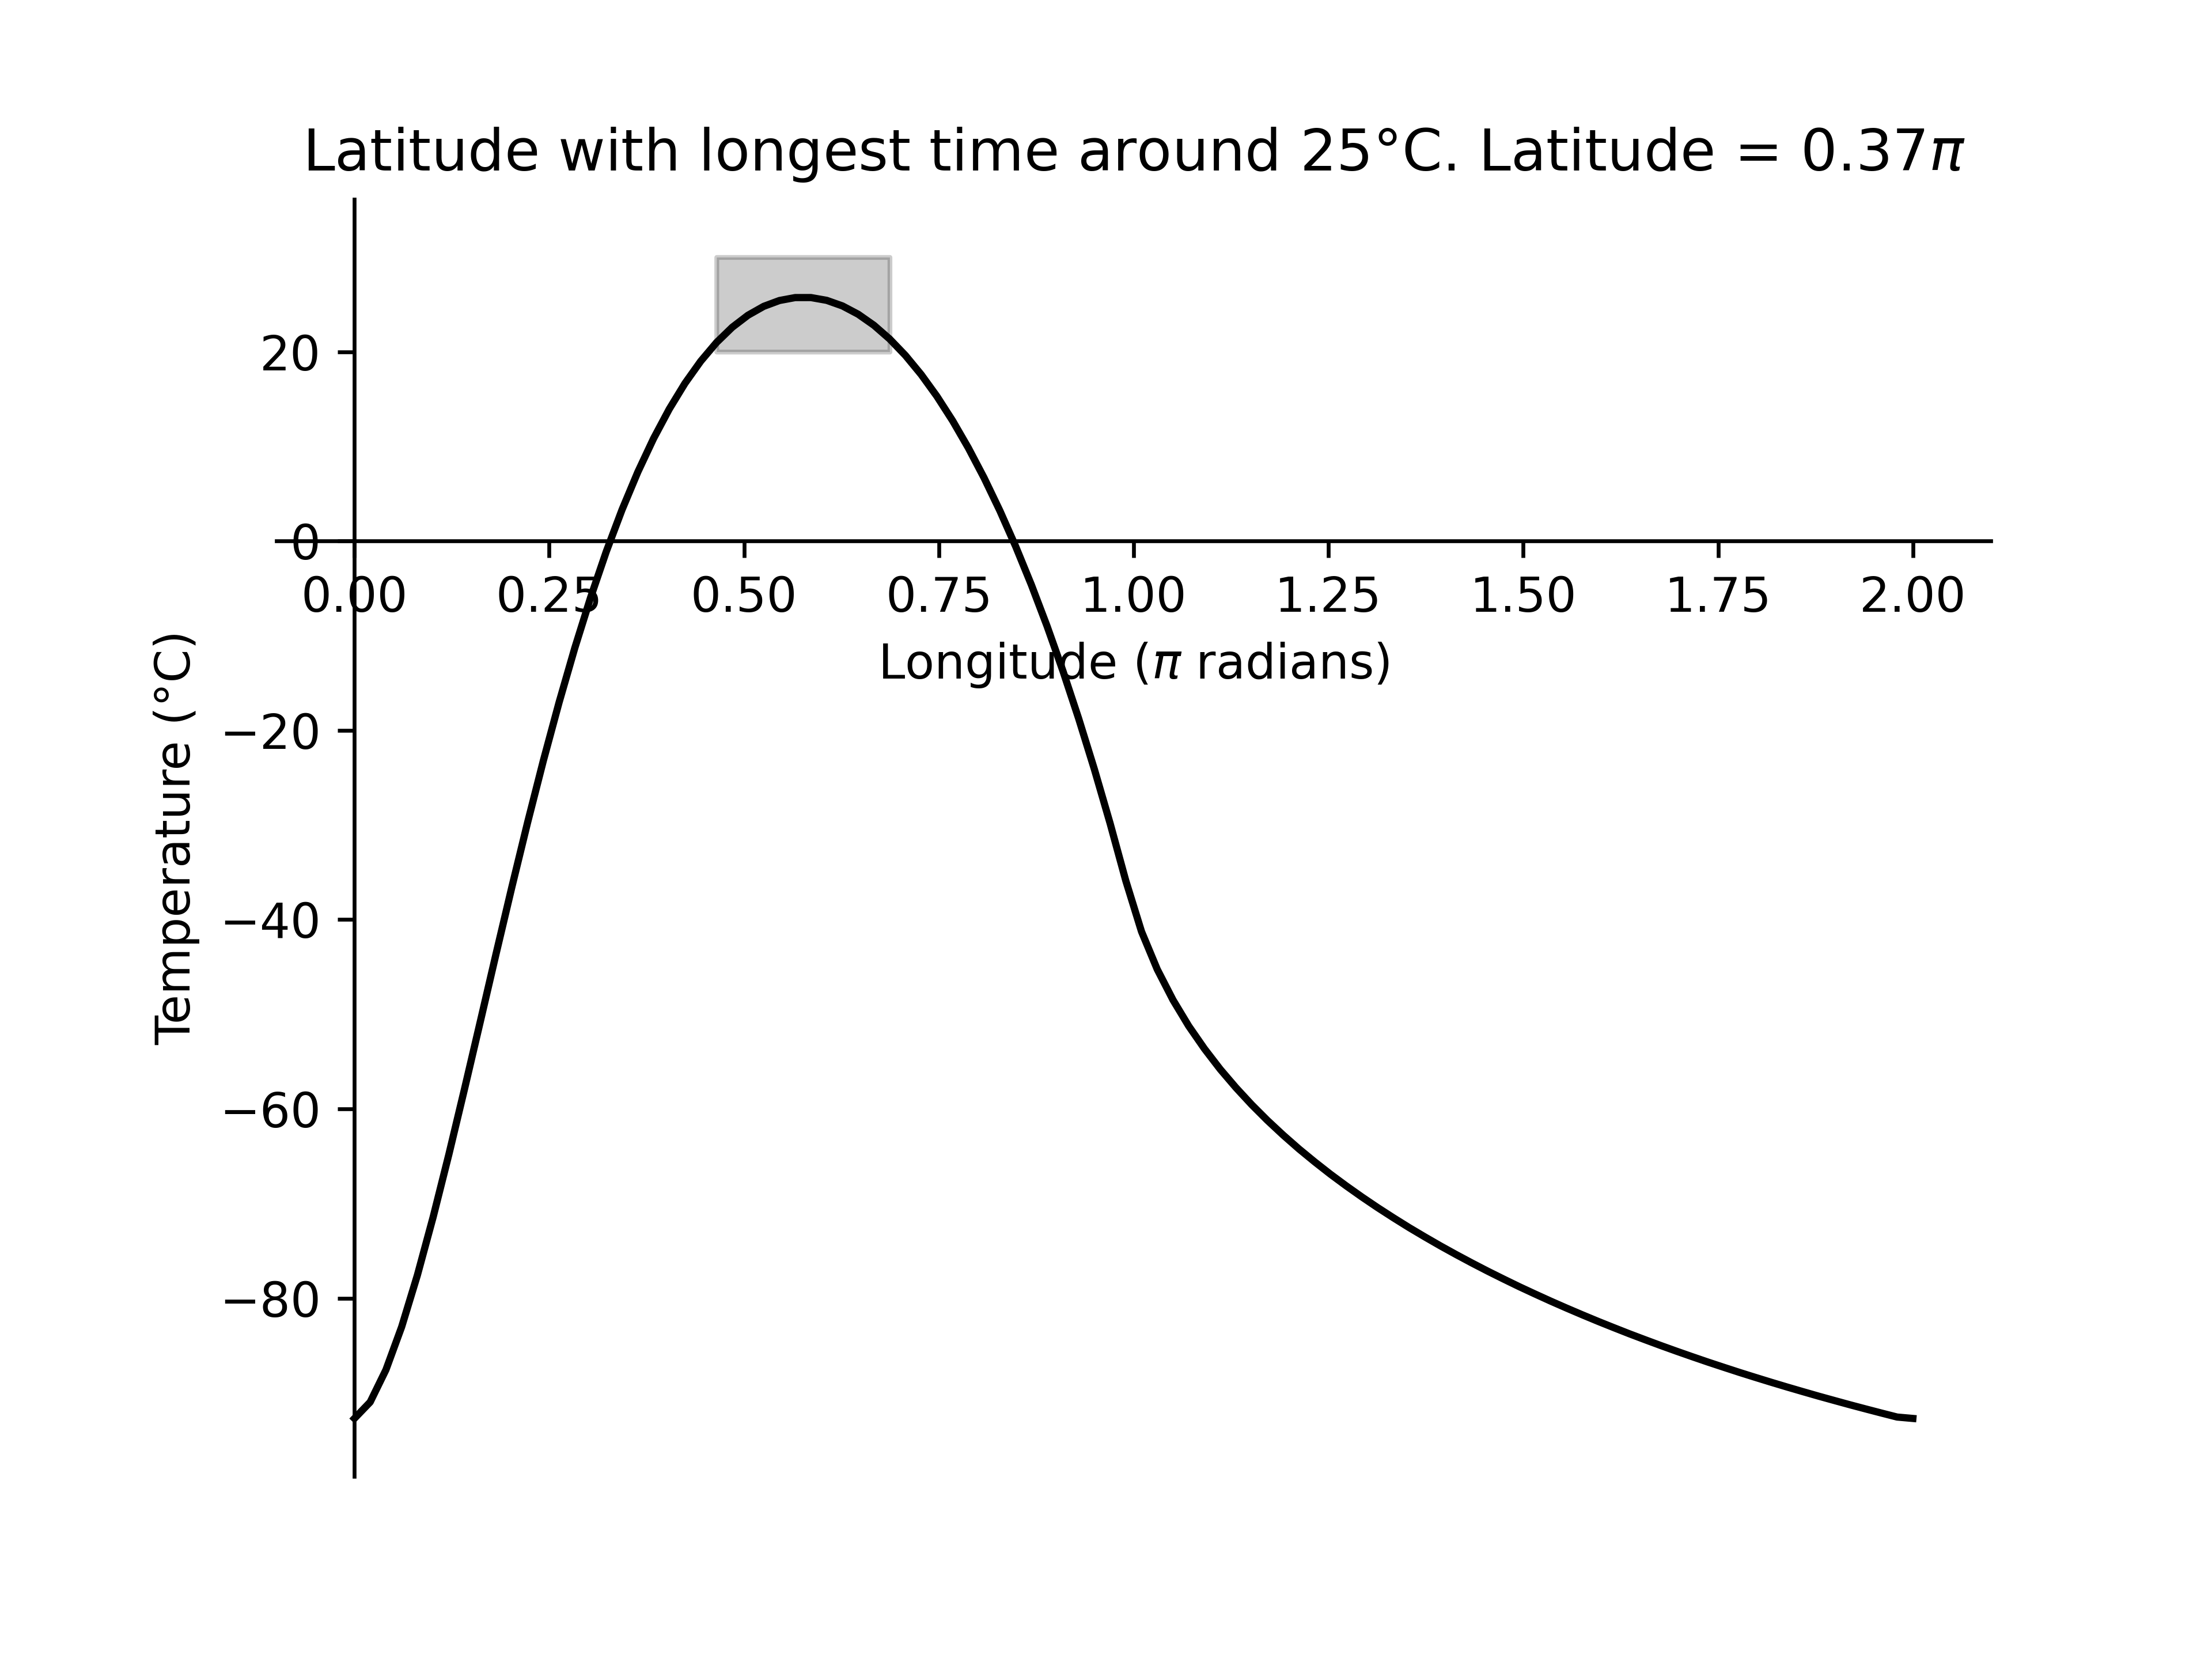 Latitude with longest time around 25°C. Latitude = 0.37π
20
0
0.00 0.25 0.50 0.75 1.00 1.25 1.50 1.75 2.00
Longitude (π radians)
Temperature (°C)
−20
−40
−60
−80